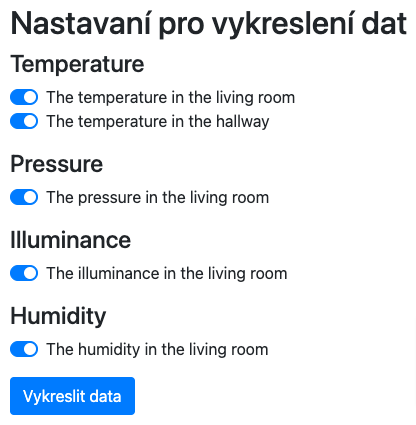 Nastavaní pro vykreslení dat
Temperature
The temperature in the living room
The temperature in the hallway
Pressure
The pressure in the living room
Illuminance
The illuminance in the living room
Humidity
The humidity in the living room
Vykreslit data